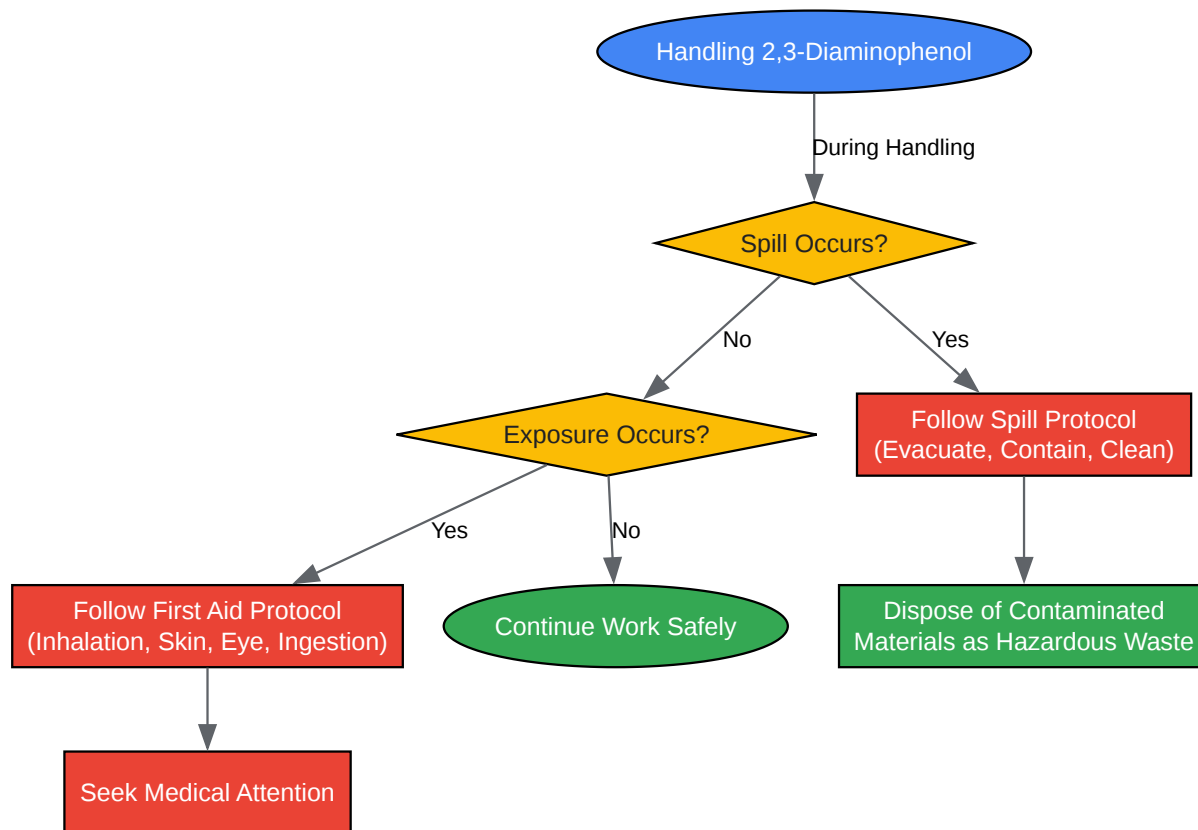 Handling 2,3-Diaminophenol
During Handling
Spill Occurs?
No
Yes
Exposure Occurs?
Follow Spill Protocol
(Evacuate, Contain, Clean)
Yes
No
Follow First Aid Protocol
(Inhalation, Skin, Eye, Ingestion)
Continue Work Safely
Dispose of Contaminated
Materials as Hazardous Waste
Seek Medical Attention